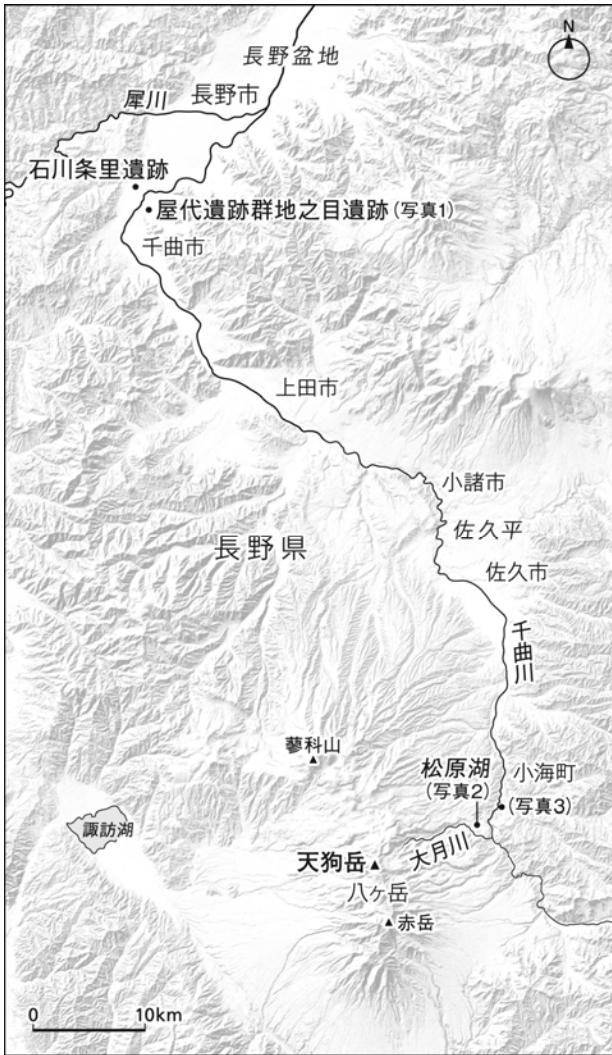 N
長野盆地
犀川
長野市
石川条里遺跡
屋代遺跡群地之目遺跡(写真1)
千曲市
上田市
小諸市
佐久平
長野県
佐久市
千曲川
蓼科山
松原湖
(写真2)
小海町
(写真3)
諏訪湖
大月川
天狗岳
八ヶ岳
赤岳
0 10km